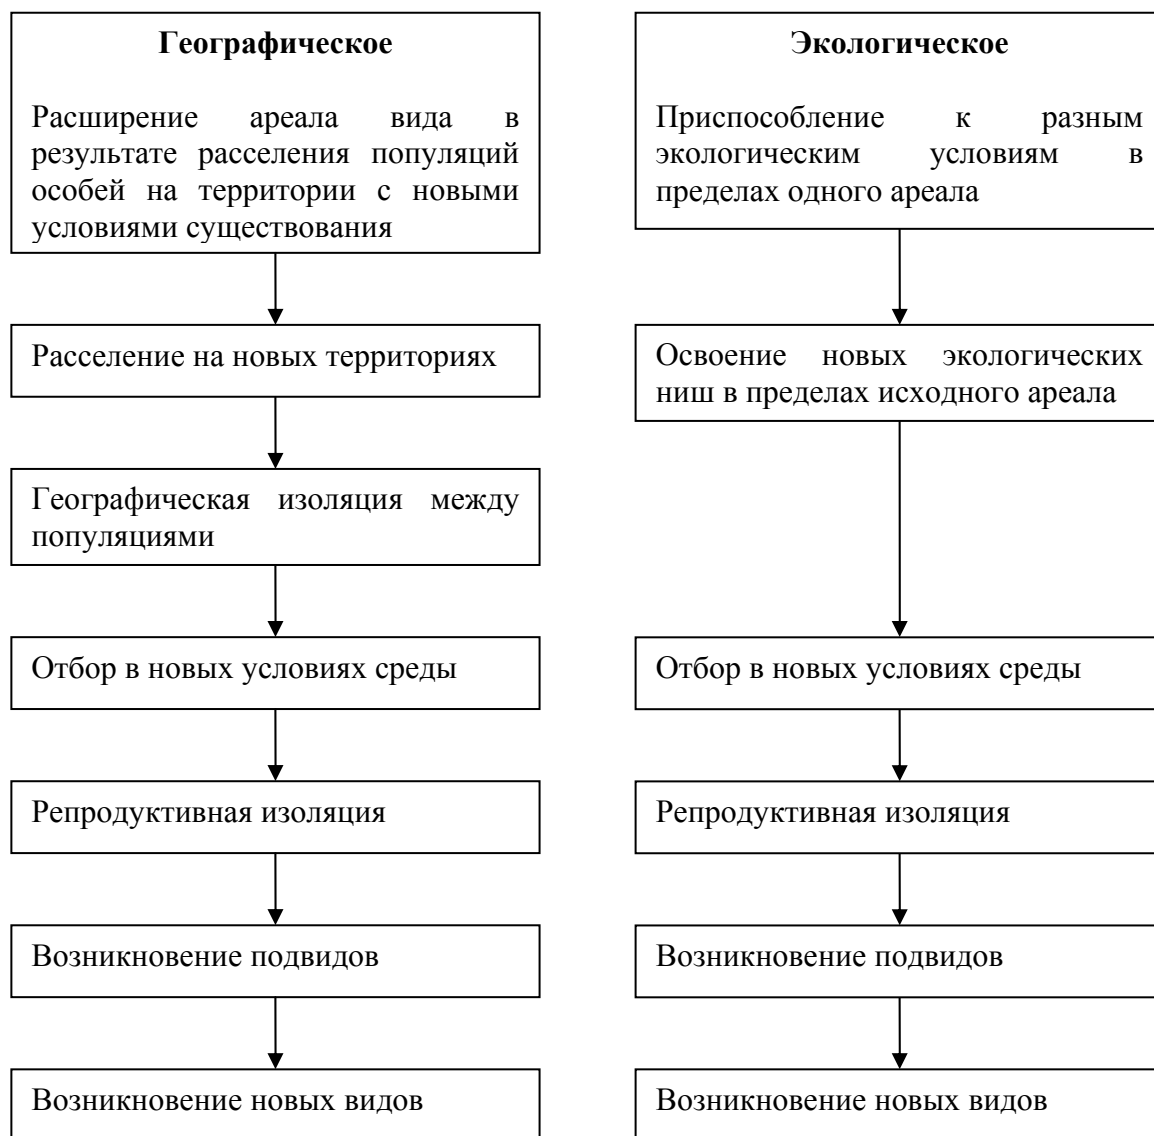 Географическое
Расширение ареала вида в
результате расселения популяций
особей на территории с новыми
условиями существования
Расселение на новых территориях
Географическая изоляция между
популяциями
Отбор в новых условиях среды
Репродуктивная изоляция
Возникновение подвидов
Возникновение новых видов
Экологическое
Приспособление к разным
экологическим условиям в
пределах одного ареала
Освоение новых экологических
ниш в пределах исходного ареала
Отбор в новых условиях среды
Репродуктивная изоляция
Возникновение подвидов
Возникновение новых видов